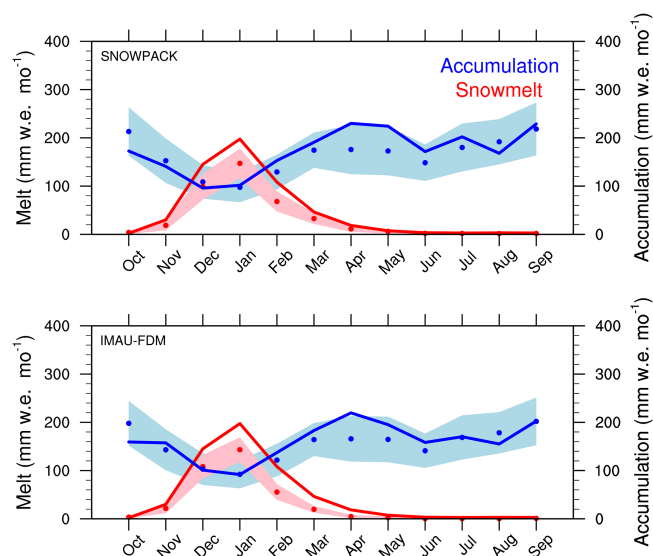 400
300
200
100
0
Melt (mm w.e. mo⁻¹)
SNOWPACK
Accumulation
Snowmelt
400
300
200
100
0
Accumulation (mm w.e. mo⁻¹)
Oct Nov Dec Jan Feb Mar Apr May Jun Jul Aug Sep
400
300
200
100
0
Melt (mm w.e. mo⁻¹)
IMAU-FDM
400
300
200
100
0
Accumulation (mm w.e. mo⁻¹)
Oct Nov Dec Jan Feb Mar Apr May Jun Jul Aug Sep